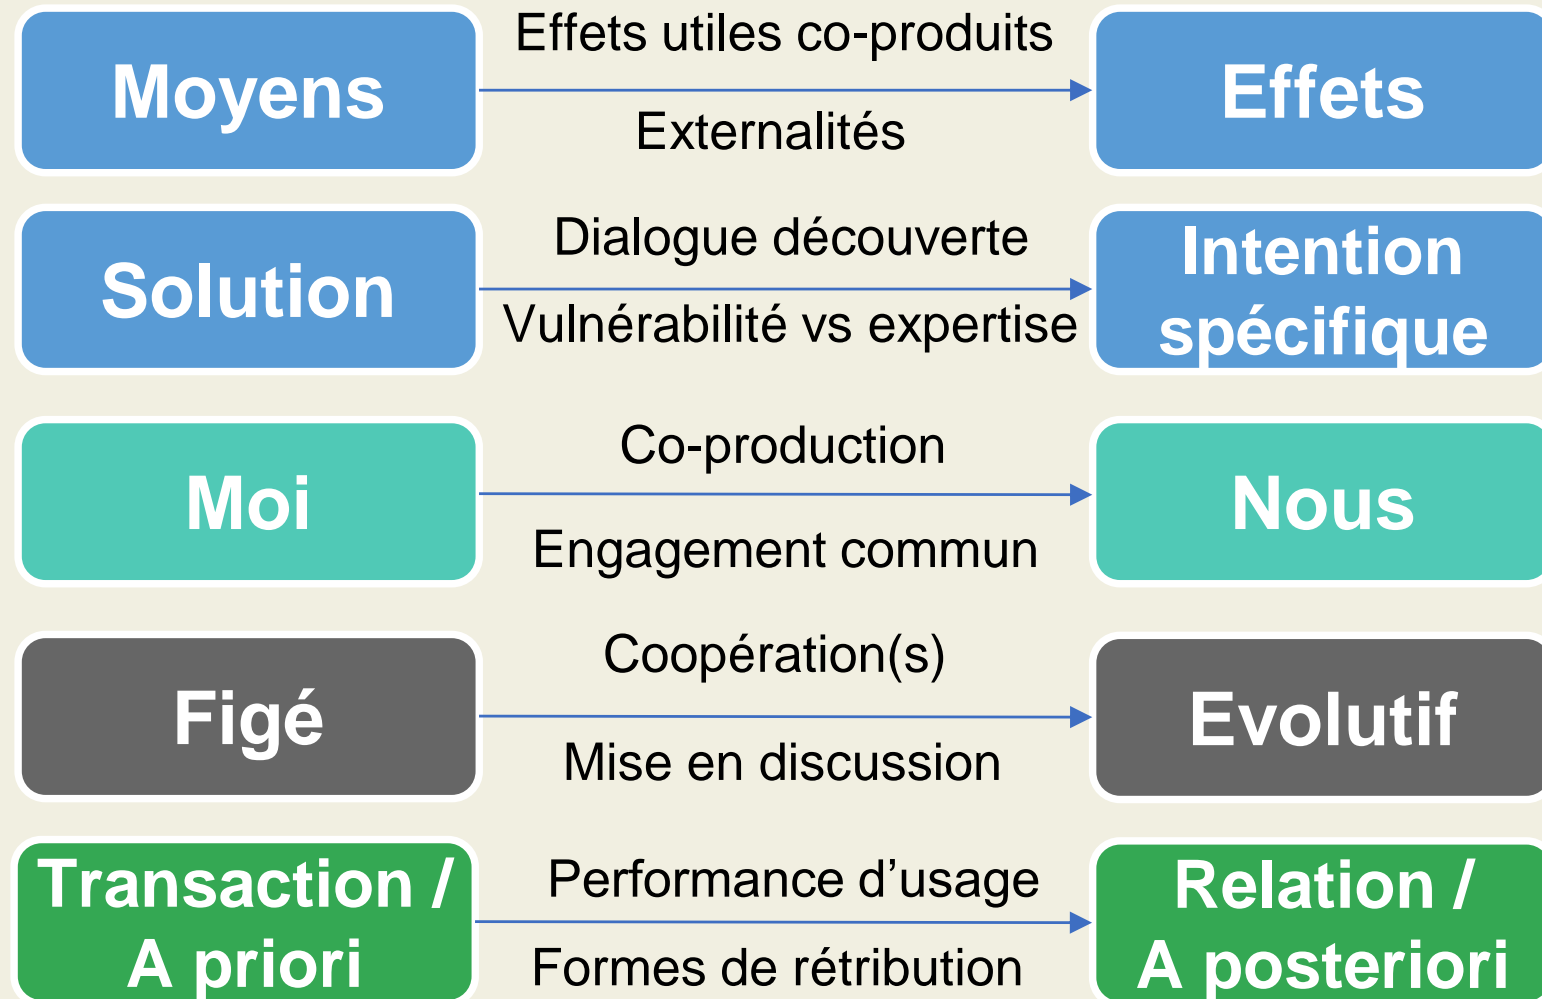 Moyens
Effets utiles co-produits
Externalités
Effets
Solution
Dialogue découverte
Vulnérabilité vs expertise
Intention
spécifique
Moi
Co-production
Engagement commun
Nous
Figé
Coopération(s)
Mise en discussion
Evolutif
Transaction /
A priori
Performance d’usage
Formes de rétribution
Relation /
A posteriori